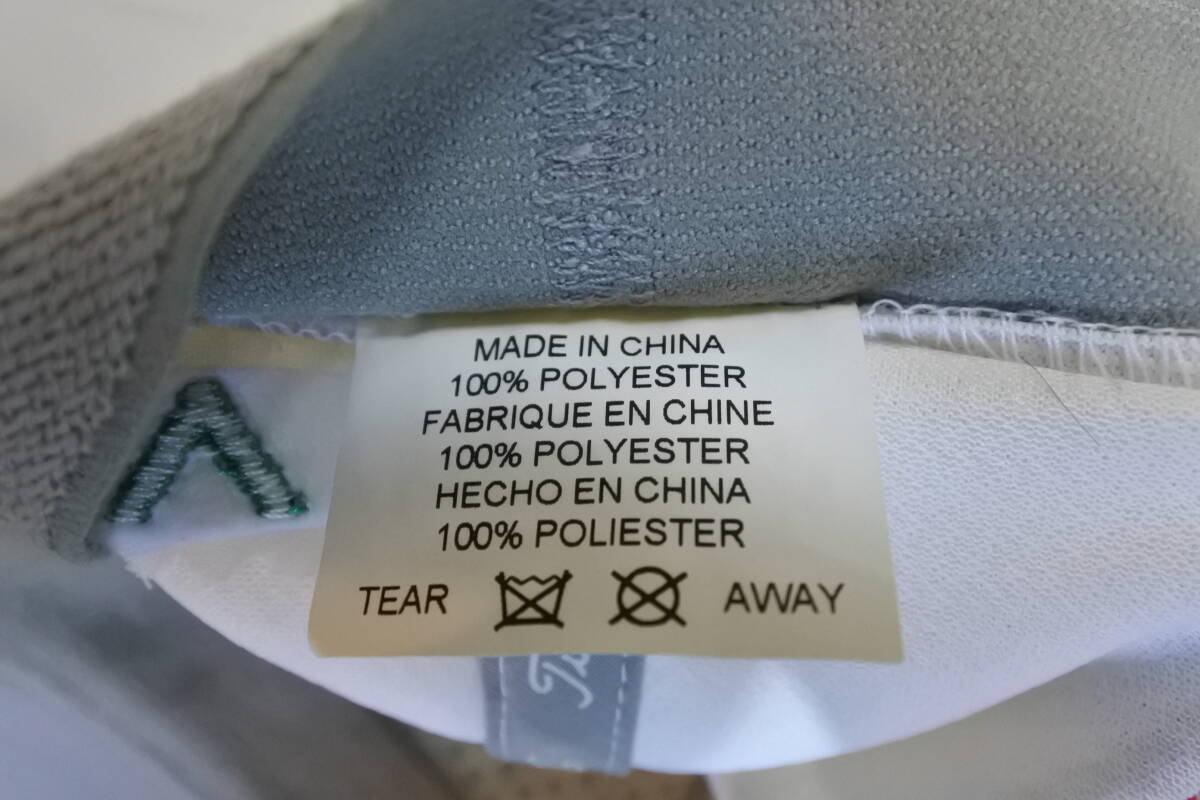 MADE IN CHINA
100% POLYESTER
FABRIQUE EN CHINE
100% POLYESTER
HECHO EN CHINA
100% POLIESTER
TEAR AWAY